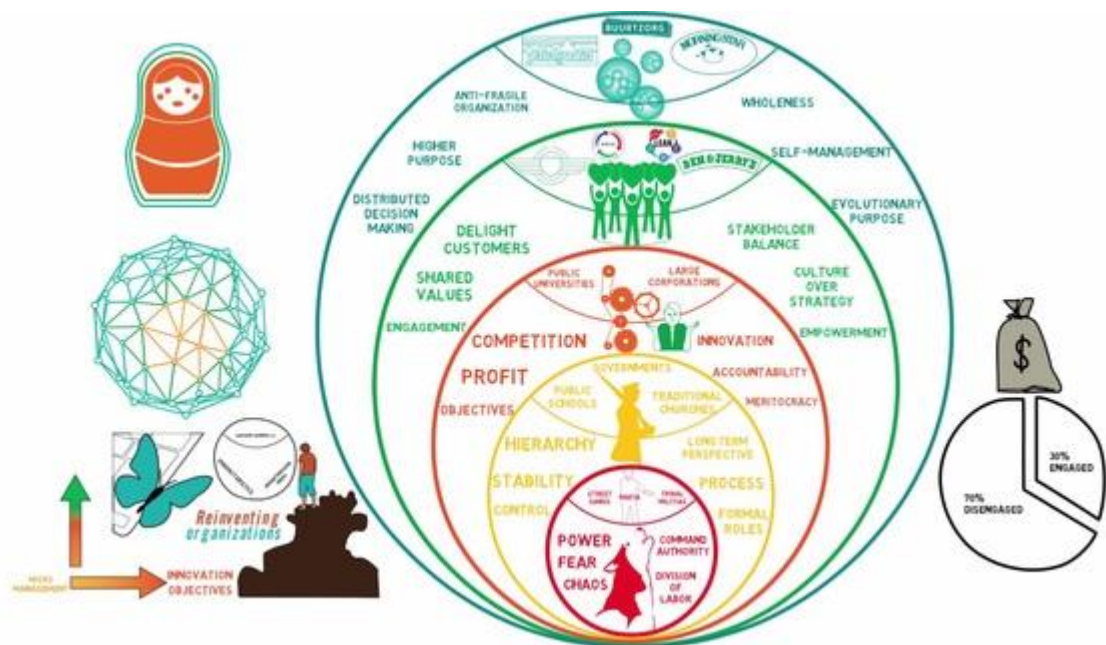 BUURTZORG
MORNING STAR
ANTI-FRAGILE
ORGANIZATION
WHOLENESS
HIGHER
PURPOSE
SELF-MANAGEMENT
BEN & JERRY'S
DISTRIBUTED
DECISION
MAKING
EVOLUTIONARY
PURPOSE
DELIGHT
CUSTOMERS
STAKEHOLDER
BALANCE
SHARED
VALUES
CULTURE
OVER
STRATEGY
ENGAGEMENT
EMPOWERMENT
PUBLIC
UNIVERSITIES
LARGE
CORPORATIONS
COMPETITION
INNOVATION
PROFIT
ACCOUNTABILITY
OBJECTIVES
MERITOCRACY
GOVERNMENTS
PUBLIC
SCHOOLS
TRADITIONAL
CHURCHES
HIERARCHY
LONG TERM
PERSPECTIVE
STABILITY
PROCESS
CONTROL
FORMAL
ROLES
STREET
GANGS
MAFIA
TRIBAL
MILITIAS
POWER
FEAR
CHAOS
COMMAND
AUTHORITY
DIVISION
OF
LABOR
Reinventing
organizations
MICRO
MANAGEMENT
INNOVATION
OBJECTIVES
$
30%
ENGAGED
70%
DISENGAGED